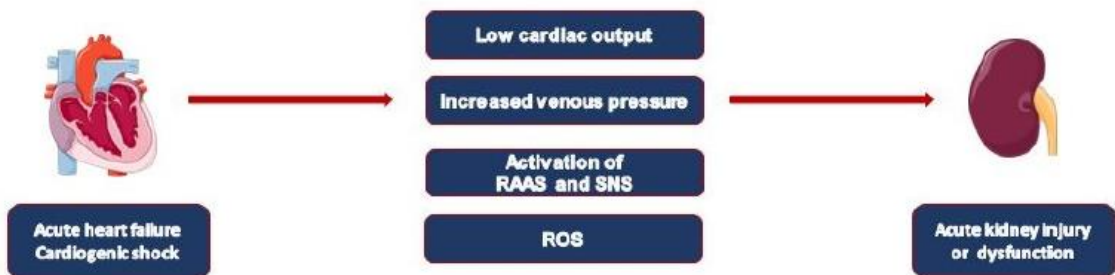 Low cardiac output
Increased venous pressure
Activation of
RAAS and SNS
ROS
Acute heart failure
Cardiogenic shock
Acute kidney injury
or dysfunction